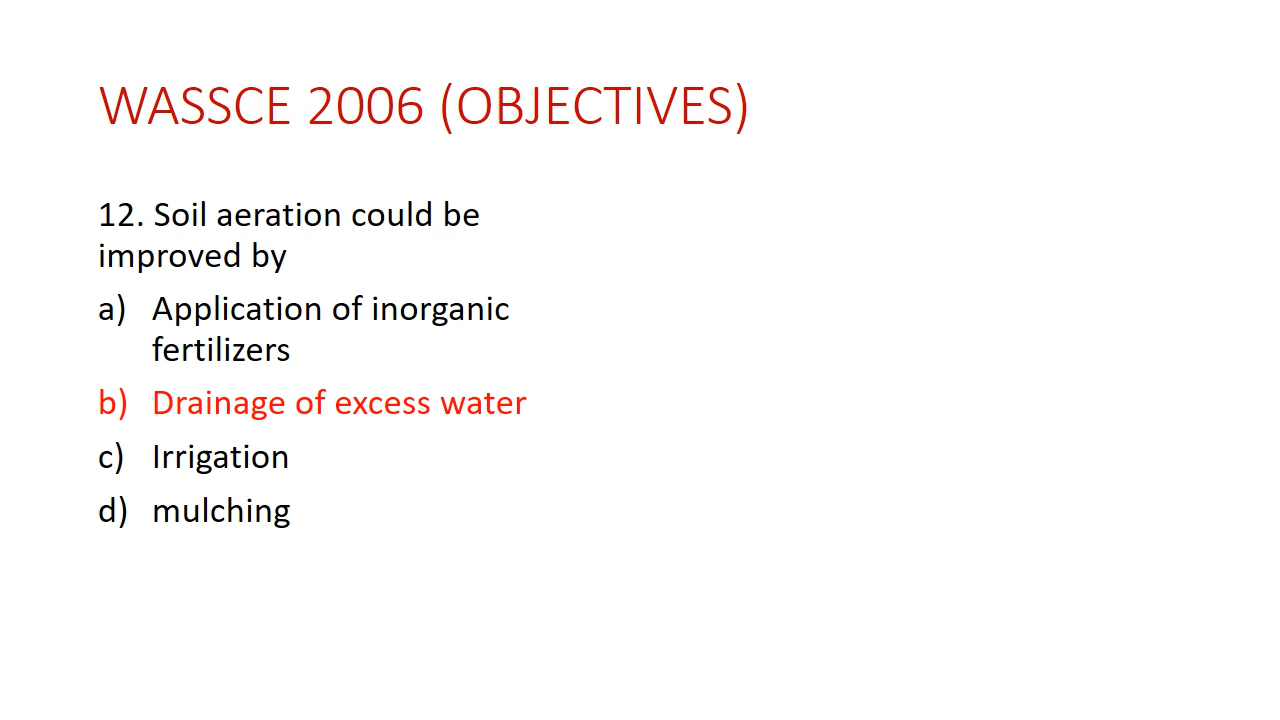 WASSCE 2006 (OBJECTIVES)
12. Soil aeration could be
improved by
a) Application of inorganic
fertilizers
b) Drainage of excess water
c) Irrigation
d) mulching